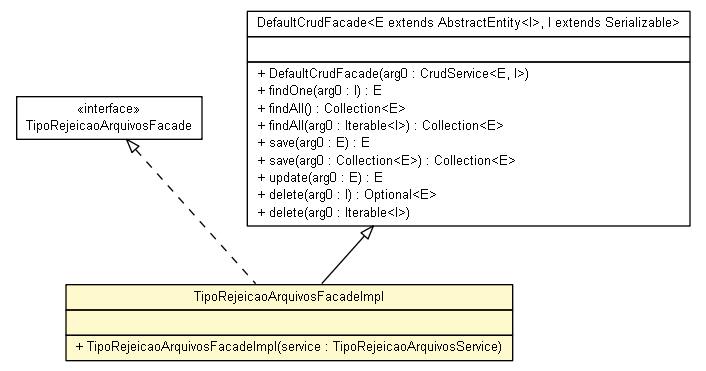 DefaultCrudFacade<E extends AbstractEntity<I>, I extends Serializable>
+ DefaultCrudFacade(arg0 : CrudService<E, I>)
+ findOne(arg0 : I) : E
+ findAll() : Collection<E>
+ findAll(arg0 : Iterable<I>) : Collection<E>
+ save(arg0 : E) : E
+ save(arg0 : Collection<E>) : Collection<E>
+ update(arg0 : E) : E
+ delete(arg0 : I) : Optional<E>
+ delete(arg0 : Iterable<I>)
«interface»
TipoRejeicaoArquivosFacade
TipoRejeicaoArquivosFacadeImpl
+ TipoRejeicaoArquivosFacadeImpl(service : TipoRejeicaoArquivosService)